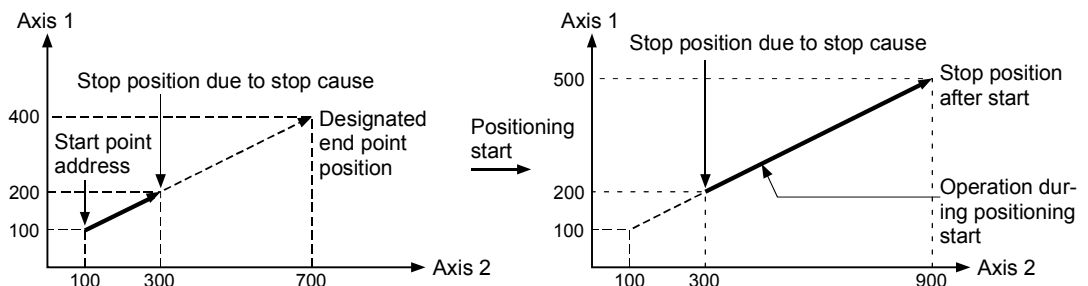 Axis 1
Stop position due to stop cause
400
Start point
address
Designated
end point
position
200
100
100
300
700
Axis 2
Positioning
start
Axis 1
Stop position due to stop cause
500
Stop position
after start
200
Operation dur-
ing positioning
start
100
100
300
900
Axis 2